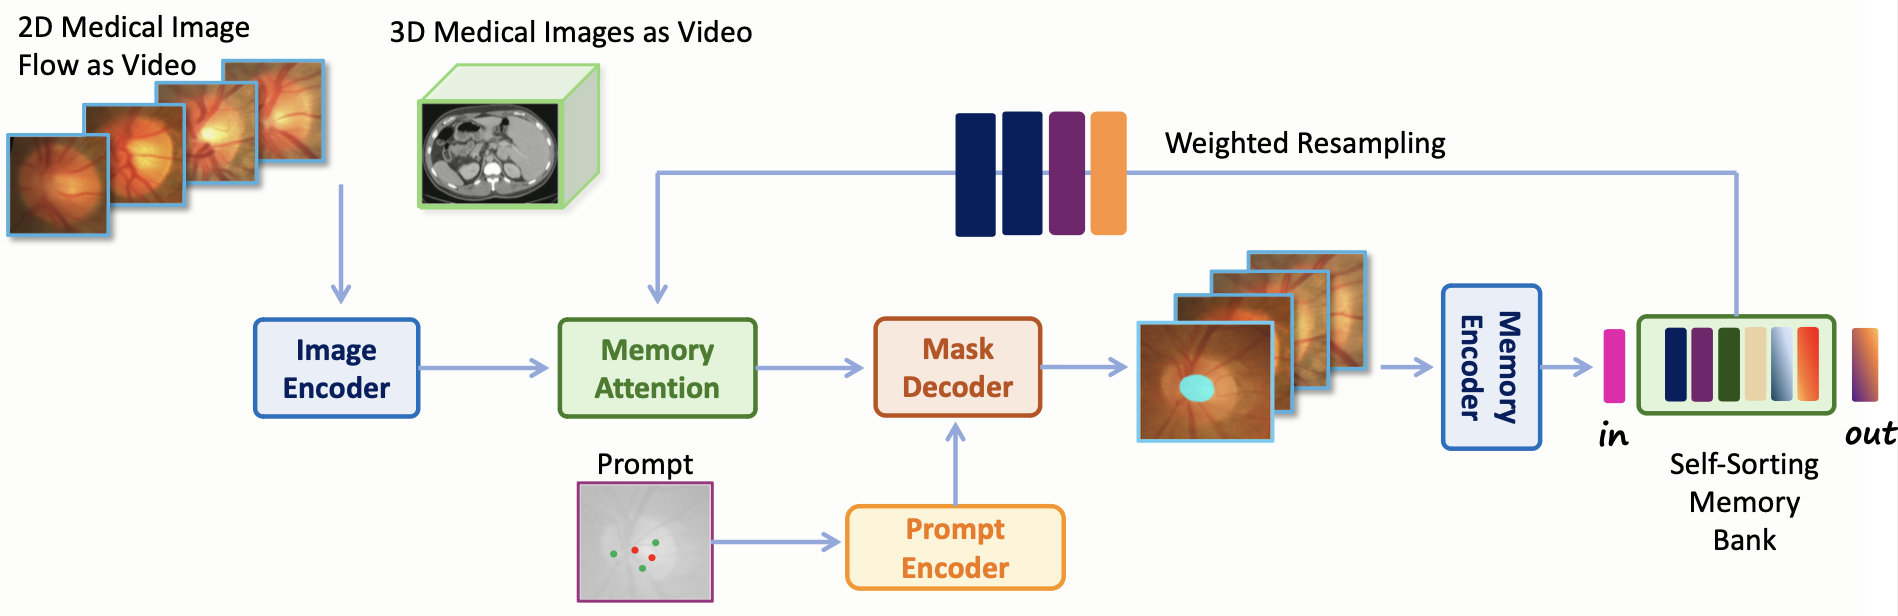 2D Medical Image
Flow as Video
3D Medical Images as Video
Weighted Resampling
Image
Encoder
Memory
Attention
Mask
Decoder
Memory
Encoder
in
out
Self-Sorting
Memory
Bank
Prompt
Prompt
Encoder